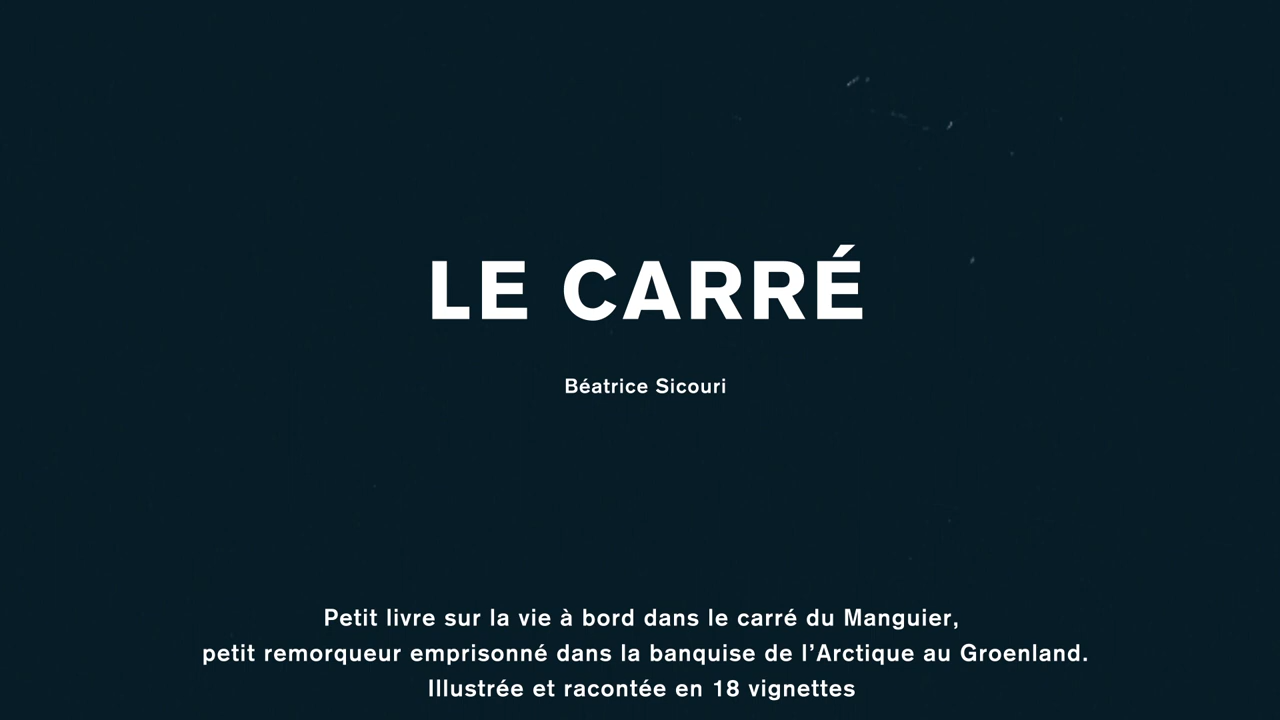 LE CARRÉ
Béatrice Sicouri
Petit livre sur la vie à bord dans le carré du Manguier,
petit remorqueur emprisonné dans la banquise de l’Arctique au Groenland.
Illustrée et racontée en 18 vignettes